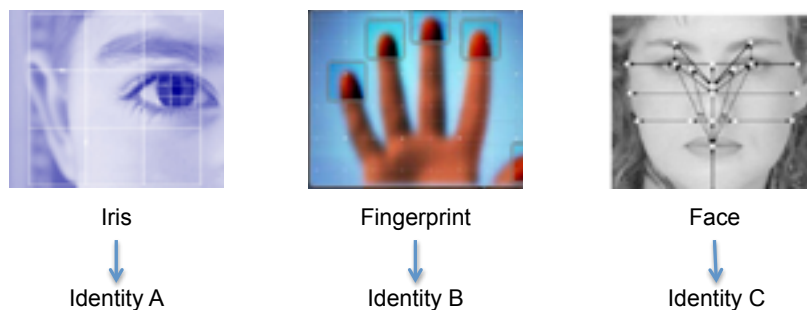 Iris
Fingerprint
Face
Identity A
Identity B
Identity C